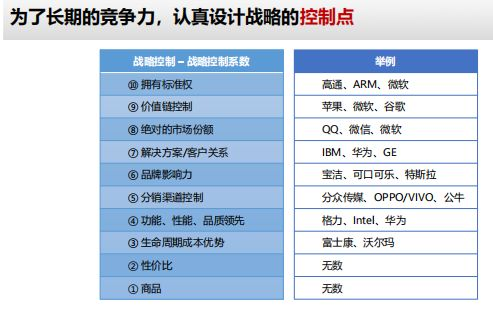 为了长期的竞争力，认真设计战略的控制点
战略控制 – 战略控制系数 举例
⑩ 拥有标准权 高通、ARM、微软
⑨ 价值链控制 苹果、微软、谷歌
⑧ 绝对的市场份额 QQ、微信、微软
⑦ 解决方案/客户关系 IBM、华为、GE
⑥ 品牌影响力 宝洁、可口可乐、特斯拉
⑤ 分销渠道控制 分众传媒、OPPO/VIVO、公牛
④ 功能、性能、品质领先 格力、Intel、华为
③ 生命周期成本优势 富士康、沃尔玛
② 性价比 无数
① 商品 无数